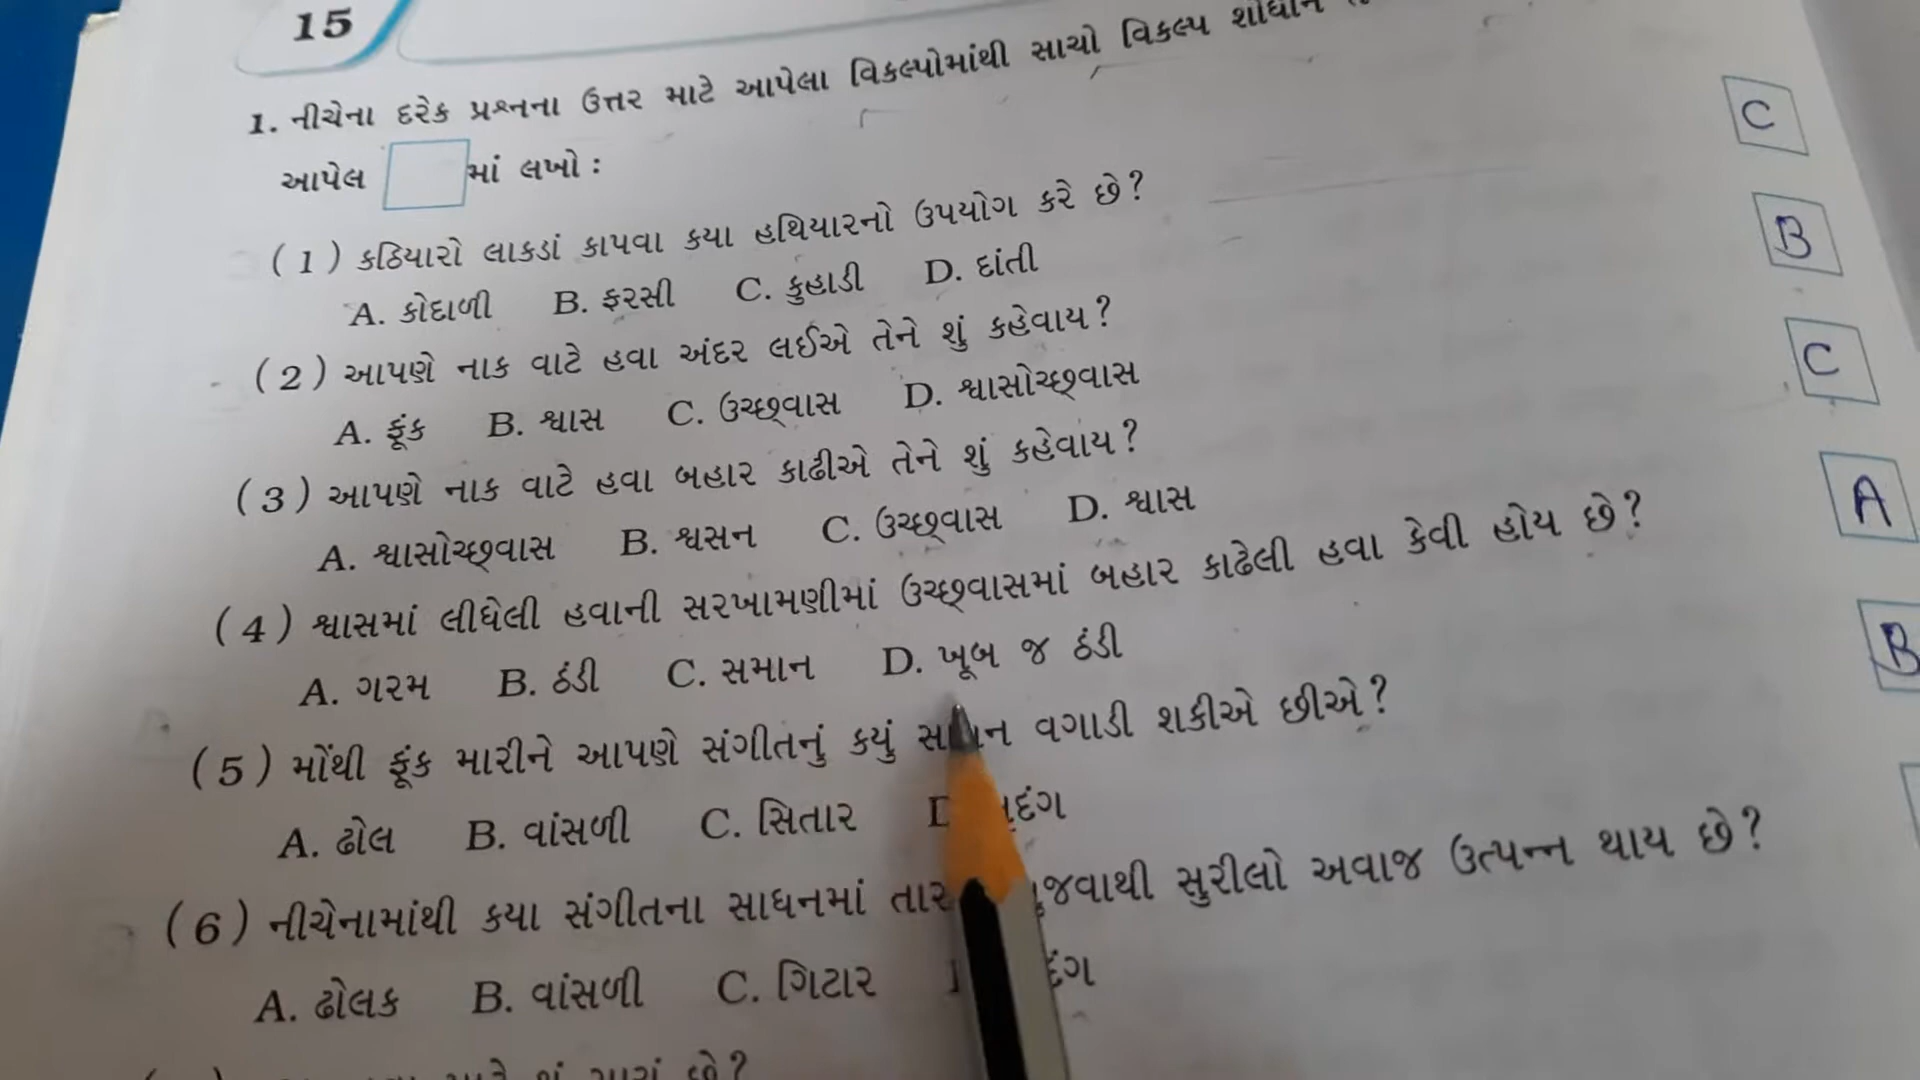 15
1. નીચેના દરેક પ્રશ્નના ઉત્તર માટે આપેલા વિકલ્પોમાંથી સાચો વિકલ્પ શોધીને
આપેલ માં લખો :
C
(1) કઠિયારો લાકડાં કાપવા કયા હથિયારનો ઉપયોગ કરે છે?
A. કોદાળી B. ફરસી C. કુહાડી D. દાંતી
B
(2) આપણે નાક વાટે હવા અંદર લઈએ તેને શું કહેવાય?
A. ફૂંક B. શ્વાસ C. ઉચ્છ્વાસ D. શ્વાસોચ્છ્વાસ
C
(3) આપણે નાક વાટે હવા બહાર કાઢીએ તેને શું કહેવાય?
A. શ્વાસોચ્છ્વાસ B. શ્વસન C. ઉચ્છ્વાસ D. શ્વાસ
A
(4) શ્વાસમાં લીધેલી હવાની સરખામણીમાં ઉચ્છ્વાસમાં બહાર કાઢેલી હવા કેવી હોય છે?
A. ગરમ B. ઠંડી C. સમાન D. ખૂબ જ ઠંડી
B
(5) મોંથી ફૂંક મારીને આપણે સંગીતનું કયું વગાડી શકીએ છીએ?
A. ઢોલ B. વાંસળી C. સિતાર
(6) નીચેનામાંથી કયા સંગીતના સાધનમાં તાર સુરીલો અવાજ ઉત્પન્ન થાય છે?
A. ઢોલક B. વાંસળી C. ગિટાર